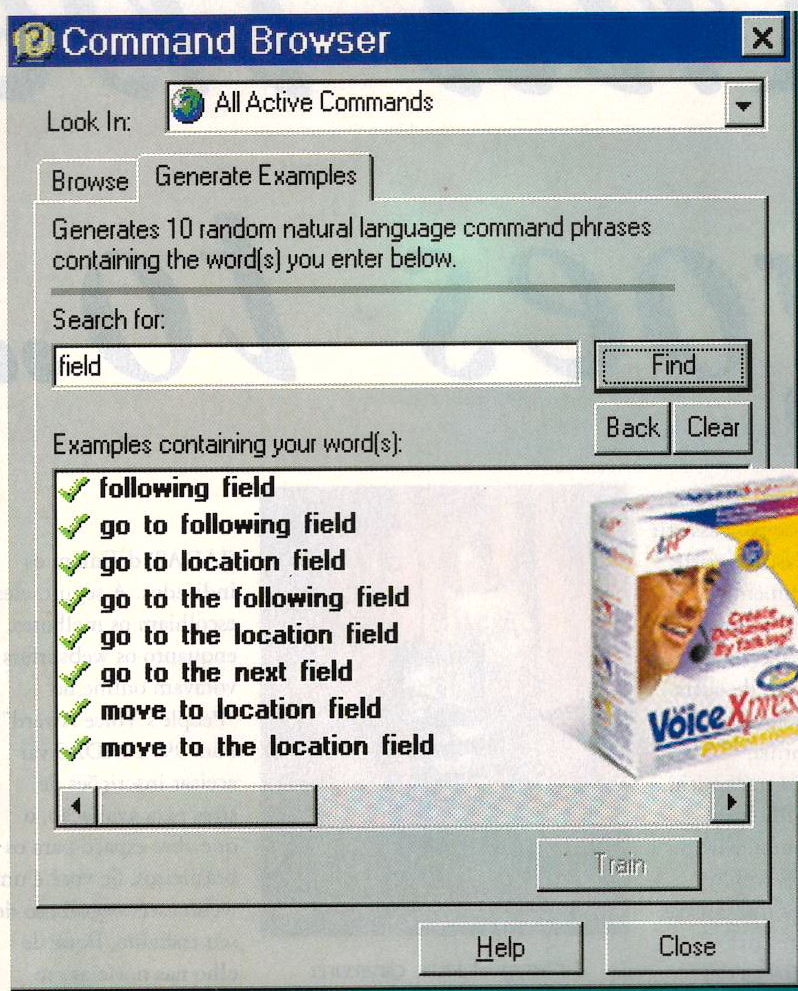 Command Browser
Look In:
All Active Commands
Browse
Generate Examples
Generates 10 random natural language command phrases
containing the word(s) you enter below.
Search for:
field
Find
Back
Clear
Examples containing your word(s):
following field
go to following field
go to location field
go to the following field
go to the location field
go to the next field
move to location field
move to the location field
Create
Documents
By Talking!
Voice Xpress
Professional
Train
Help
Close